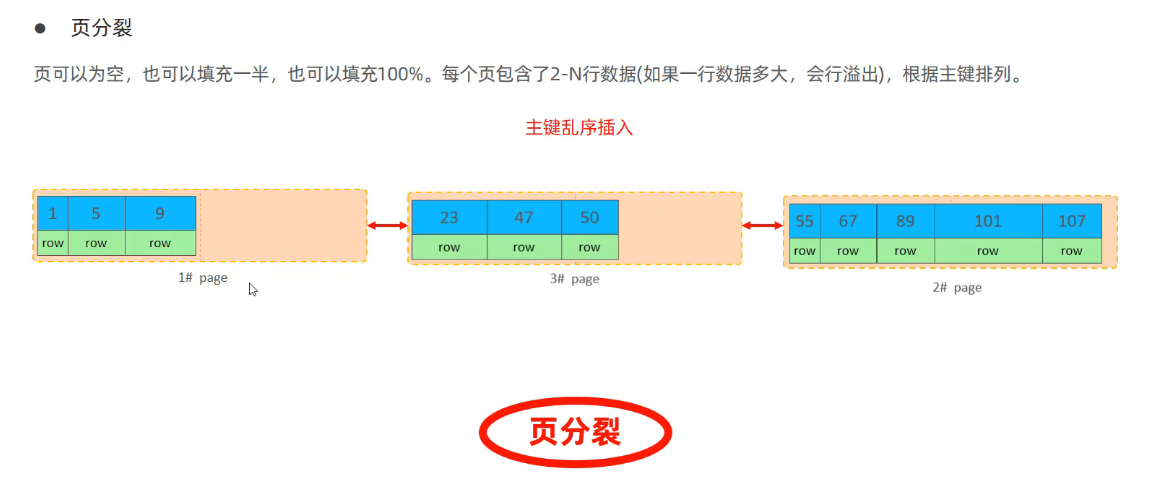 页分裂
页可以为空，也可以填充一半，也可以填充100%。每个页包含了2-N行数据(如果一行数据多大，会行溢出)，根据主键排列。
主键乱序插入
1 5 9
row row row
1# page
23 47 50
row row row
3# page
55 67 89 101 107
row row row row row
2# page
页分裂